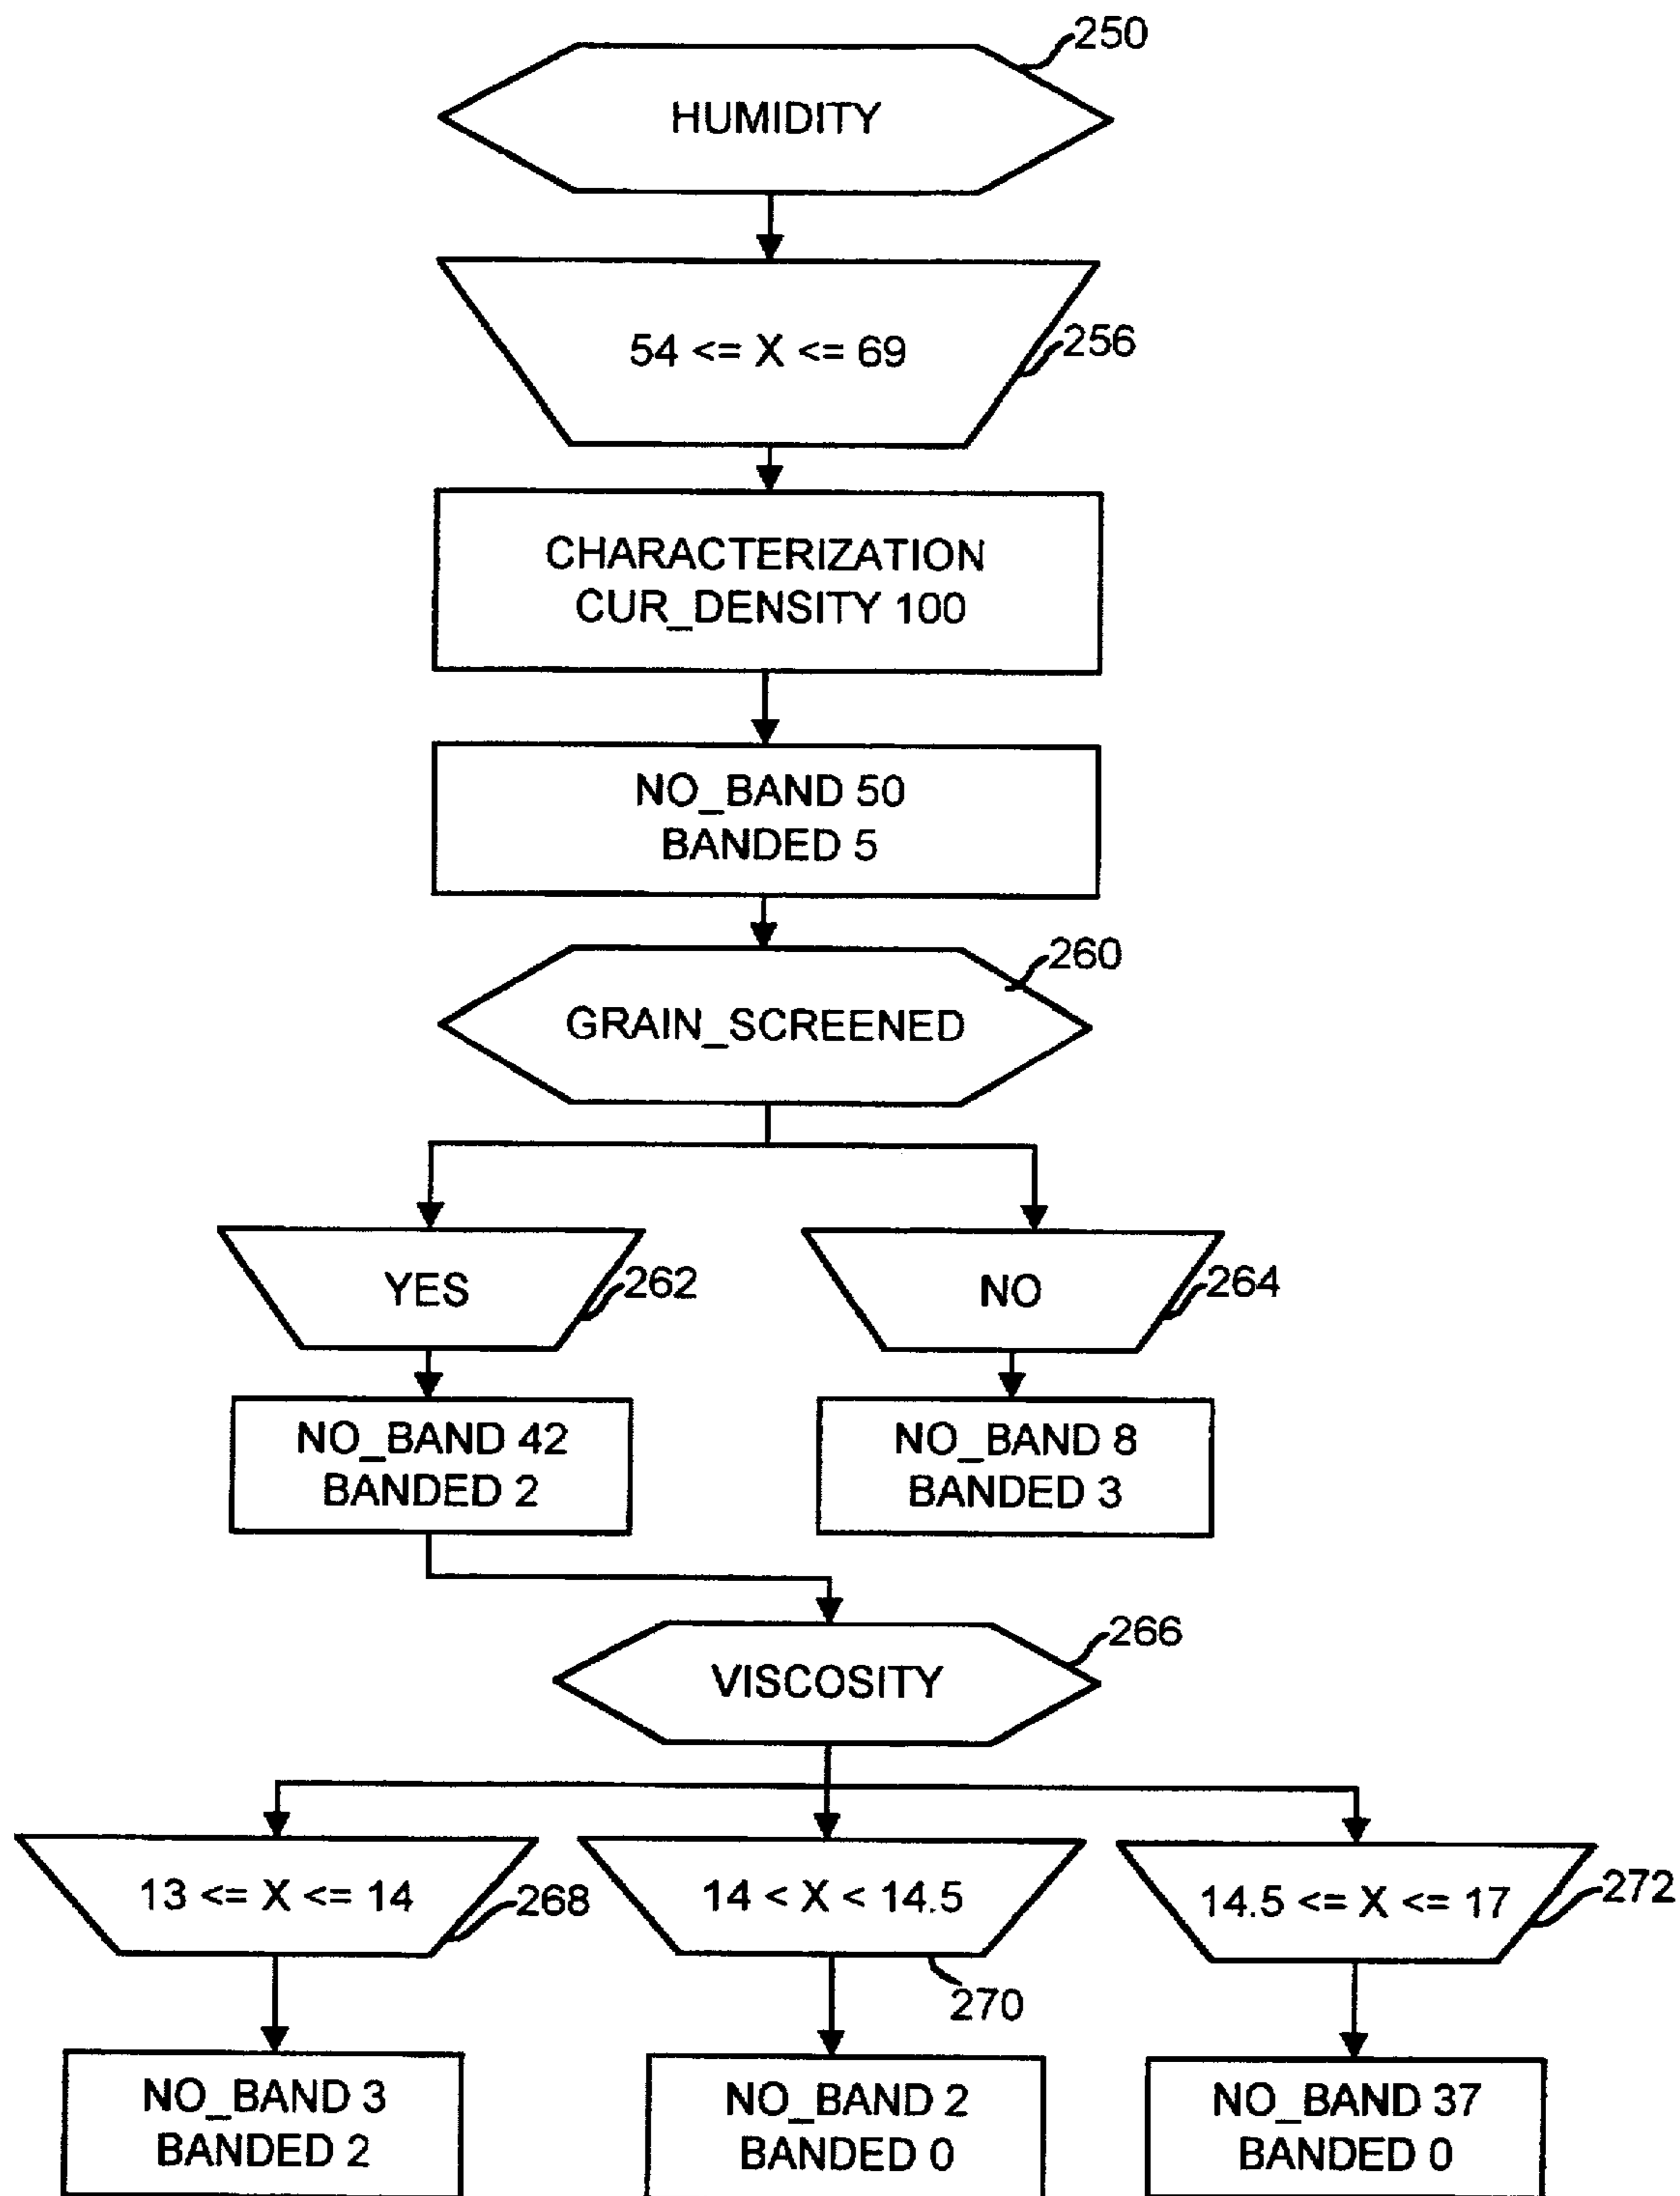 250
HUMIDITY
54 <= X <= 69
256
CHARACTERIZATION
CUR_DENSITY 100
NO_BAND 50
BANDED 5
260
GRAIN_SCREENED
YES
262
NO
264
NO_BAND 42
BANDED 2
NO_BAND 8
BANDED 3
266
VISCOSITY
13 <= X <= 14
268
14 < X < 14.5
270
14.5 <= X <= 17
272
NO_BAND 3
BANDED 2
NO_BAND 2
BANDED 0
NO_BAND 37
BANDED 0